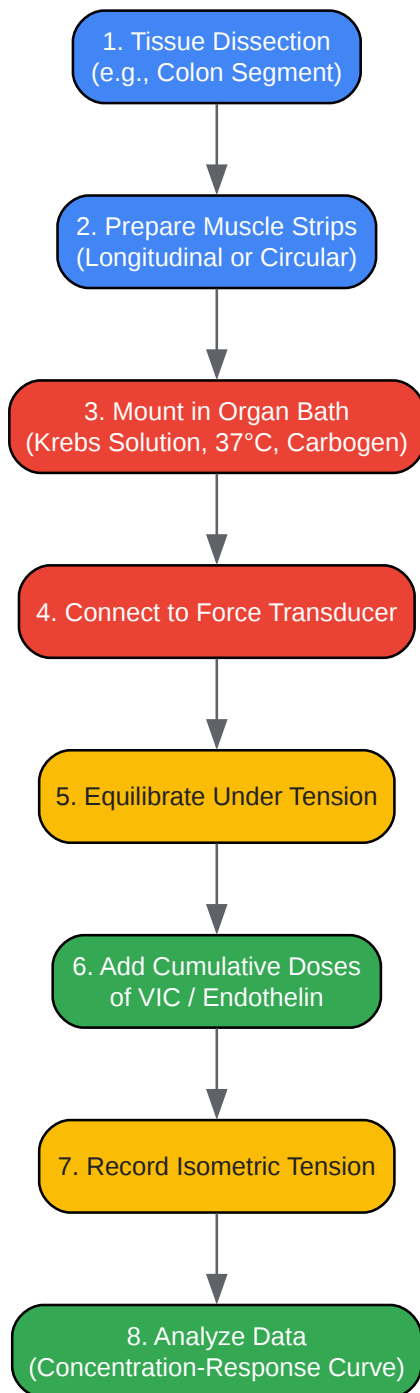 1. Tissue Dissection
(e.g., Colon Segment)
2. Prepare Muscle Strips
(Longitudinal or Circular)
3. Mount in Organ Bath
(Krebs Solution, 37°C, Carbogen)
4. Connect to Force Transducer
5. Equilibrate Under Tension
6. Add Cumulative Doses
of VIC / Endothelin
7. Record Isometric Tension
8. Analyze Data
(Concentration-Response Curve)